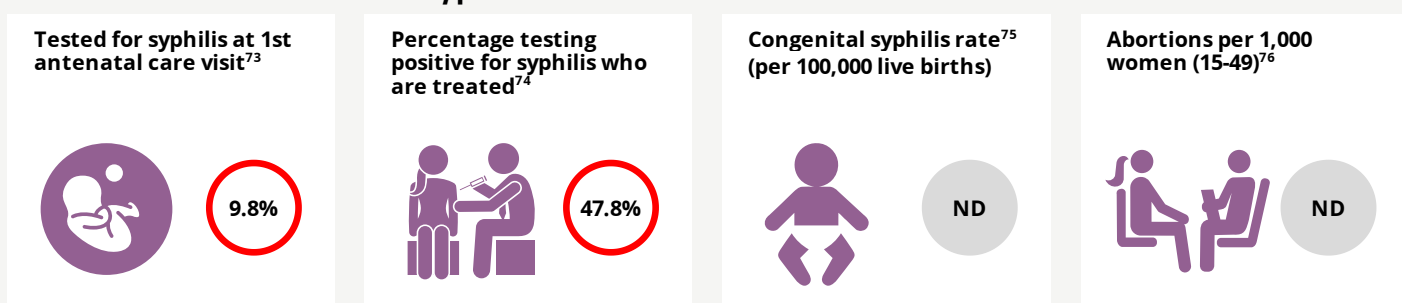 Tested for syphilis at 1st
antenatal care visit73
9.8%
Percentage testing
positive for syphilis who
are treated74
47.8%
Congenital syphilis rate75
(per 100,000 live births)
ND
Abortions per 1,000
women (15-49)76
ND